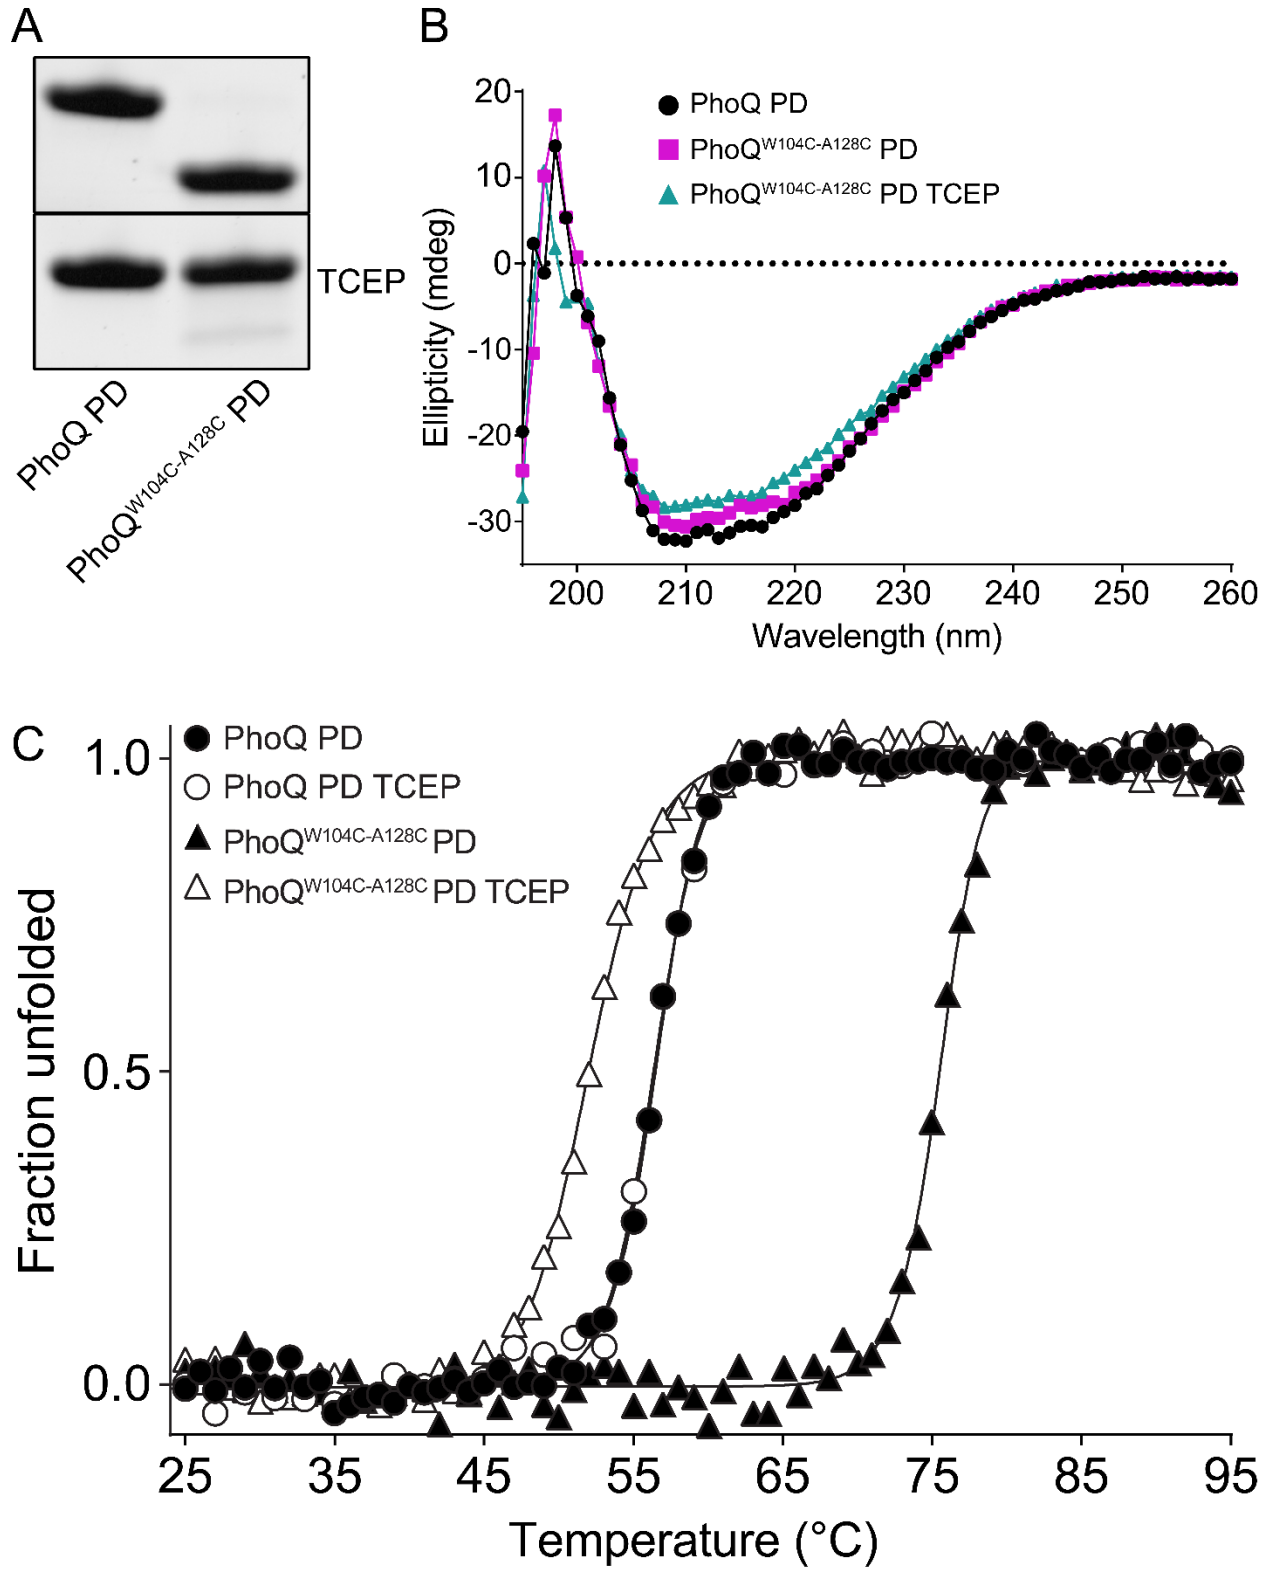 A
TCEP
PhoQ PD
PhoQW104C-A128C PD
B
PhoQ PD
PhoQW104C-A128C PD
PhoQW104C-A128C PD TCEP
20
10
0
-10
-20
-30
Ellipticity (mdeg)
200 210 220 230 240 250 260
Wavelength (nm)
C
PhoQ PD
PhoQ PD TCEP
PhoQW104C-A128C PD
PhoQW104C-A128C PD TCEP
1.0
0.5
0.0
Fraction unfolded
25 35 45 55 65 75 85 95
Temperature (°C)